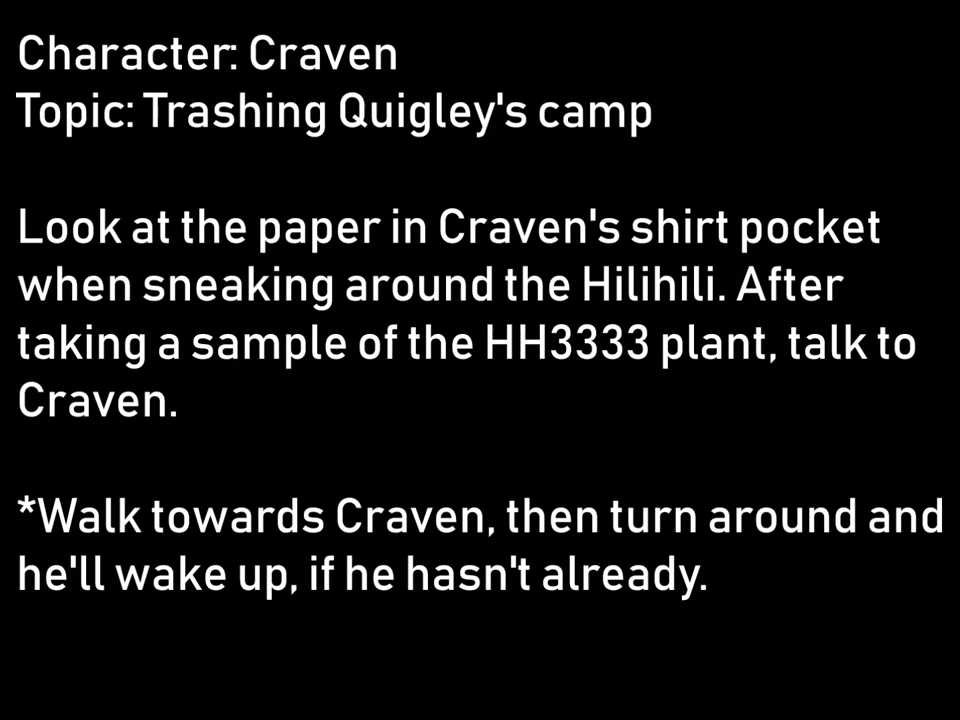 Character: Craven
Topic: Trashing Quigley's camp
Look at the paper in Craven's shirt pocket
when sneaking around the Hilihili. After
taking a sample of the HH3333 plant, talk to
Craven.
*Walk towards Craven, then turn around and
he'll wake up, if he hasn't already.